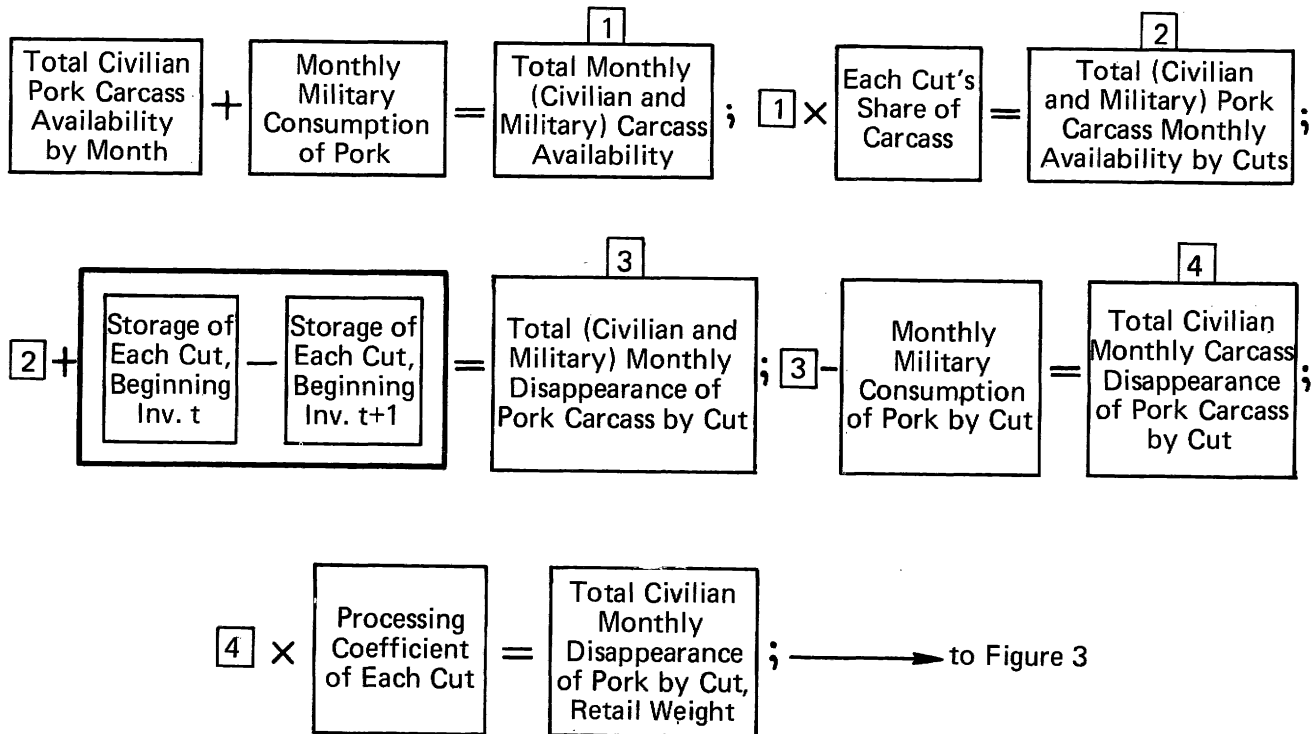 1
2
Total Civilian
Pork Carcass
Availability
by Month
+
Monthly
Military
Consumption
of Pork
=
Total Monthly
(Civilian and
Military) Carcass
Availability
;
1 ×
Each Cut's
Share of
Carcass
=
Total (Civilian
and Military) Pork
Carcass Monthly
Availability by Cuts
;
3
4
2 +
Storage of
Each Cut,
Beginning
Inv. t
−
Storage of
Each Cut,
Beginning
Inv. t+1
=
Total (Civilian and
Military) Monthly
Disappearance of
Pork Carcass by Cut
;
3 −
Monthly
Military
Consumption
of Pork by Cut
=
Total Civilian
Monthly Carcass
Disappearance
of Pork Carcass
by Cut
;
4 ×
Processing
Coefficient
of Each Cut
=
Total Civilian
Monthly
Disappearance
of Pork by Cut,
Retail Weight
;
to Figure 3